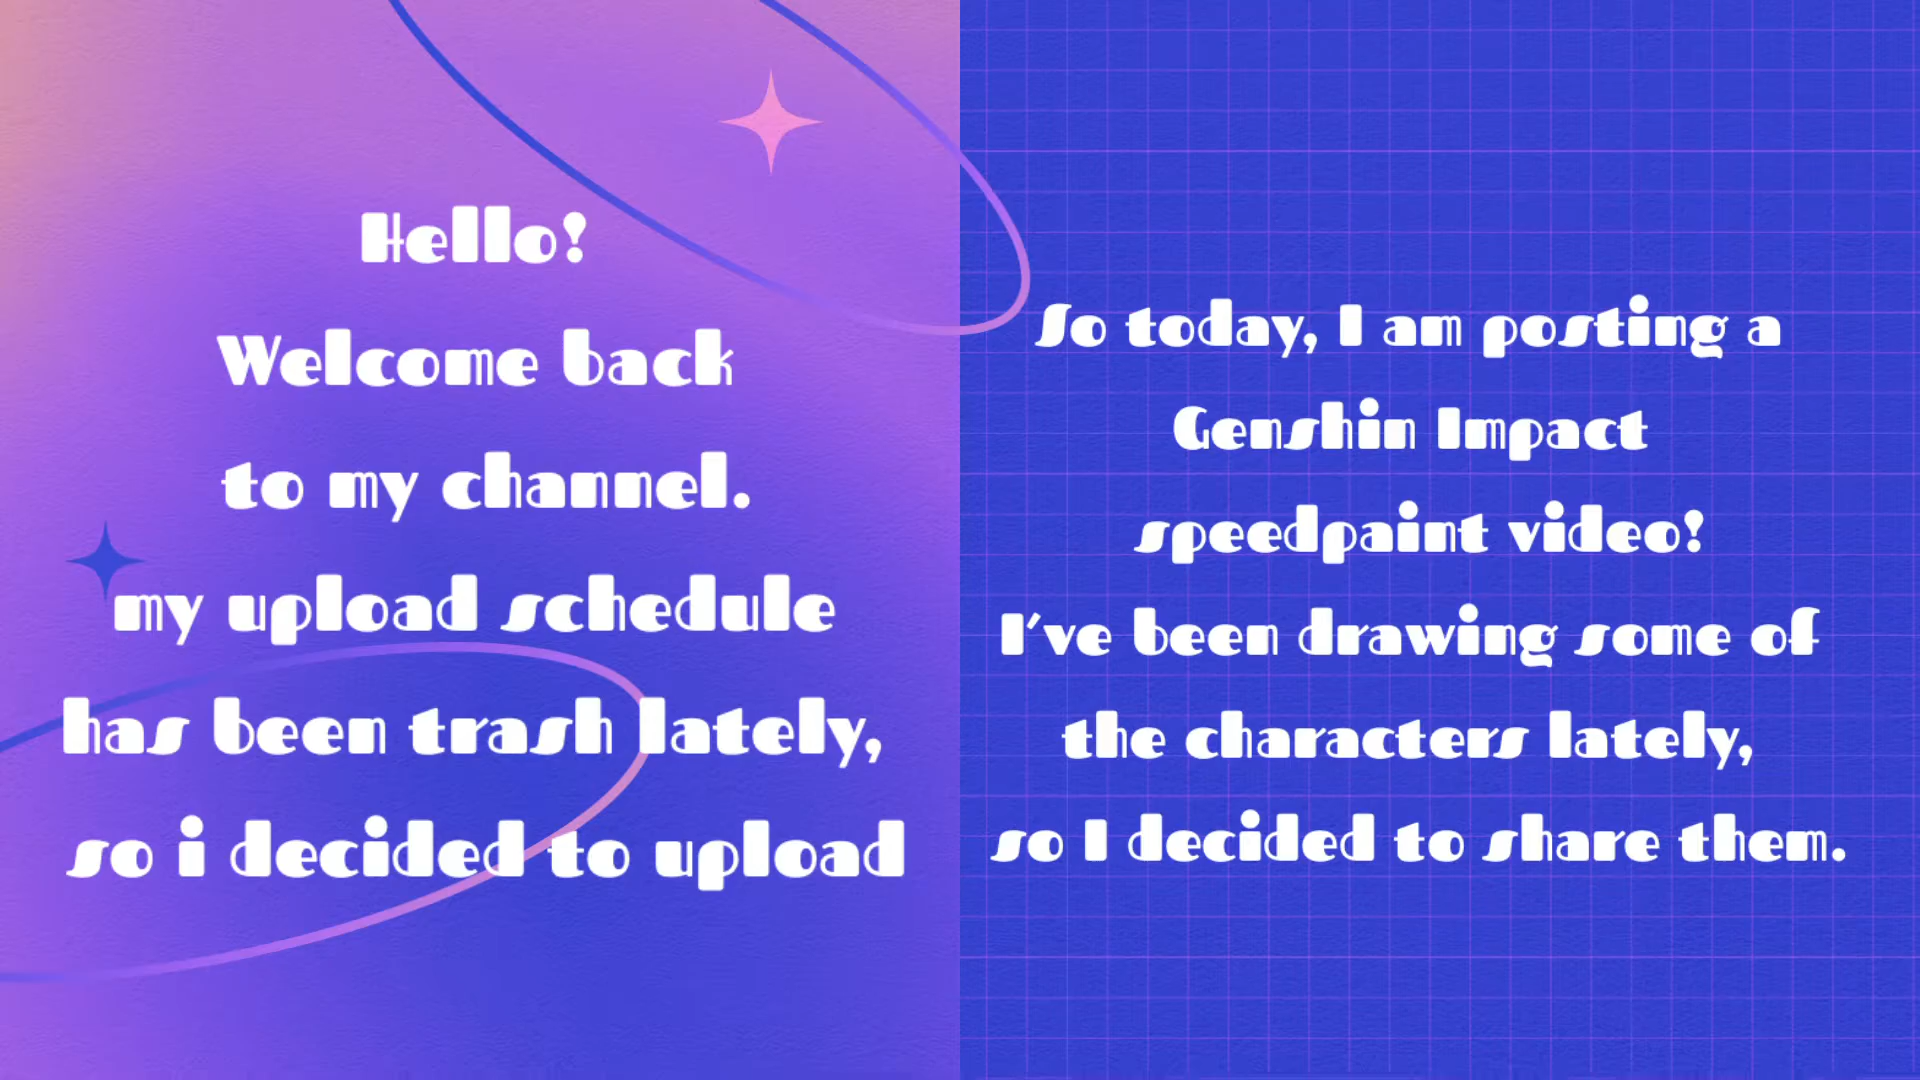 Hello!
Welcome back
to my channel.
my upload schedule
has been trash lately,
so i decided to upload
So today, I am posting a
Genshin Impact
speedpaint video!
I've been drawing some of
the characters lately,
so I decided to share them.